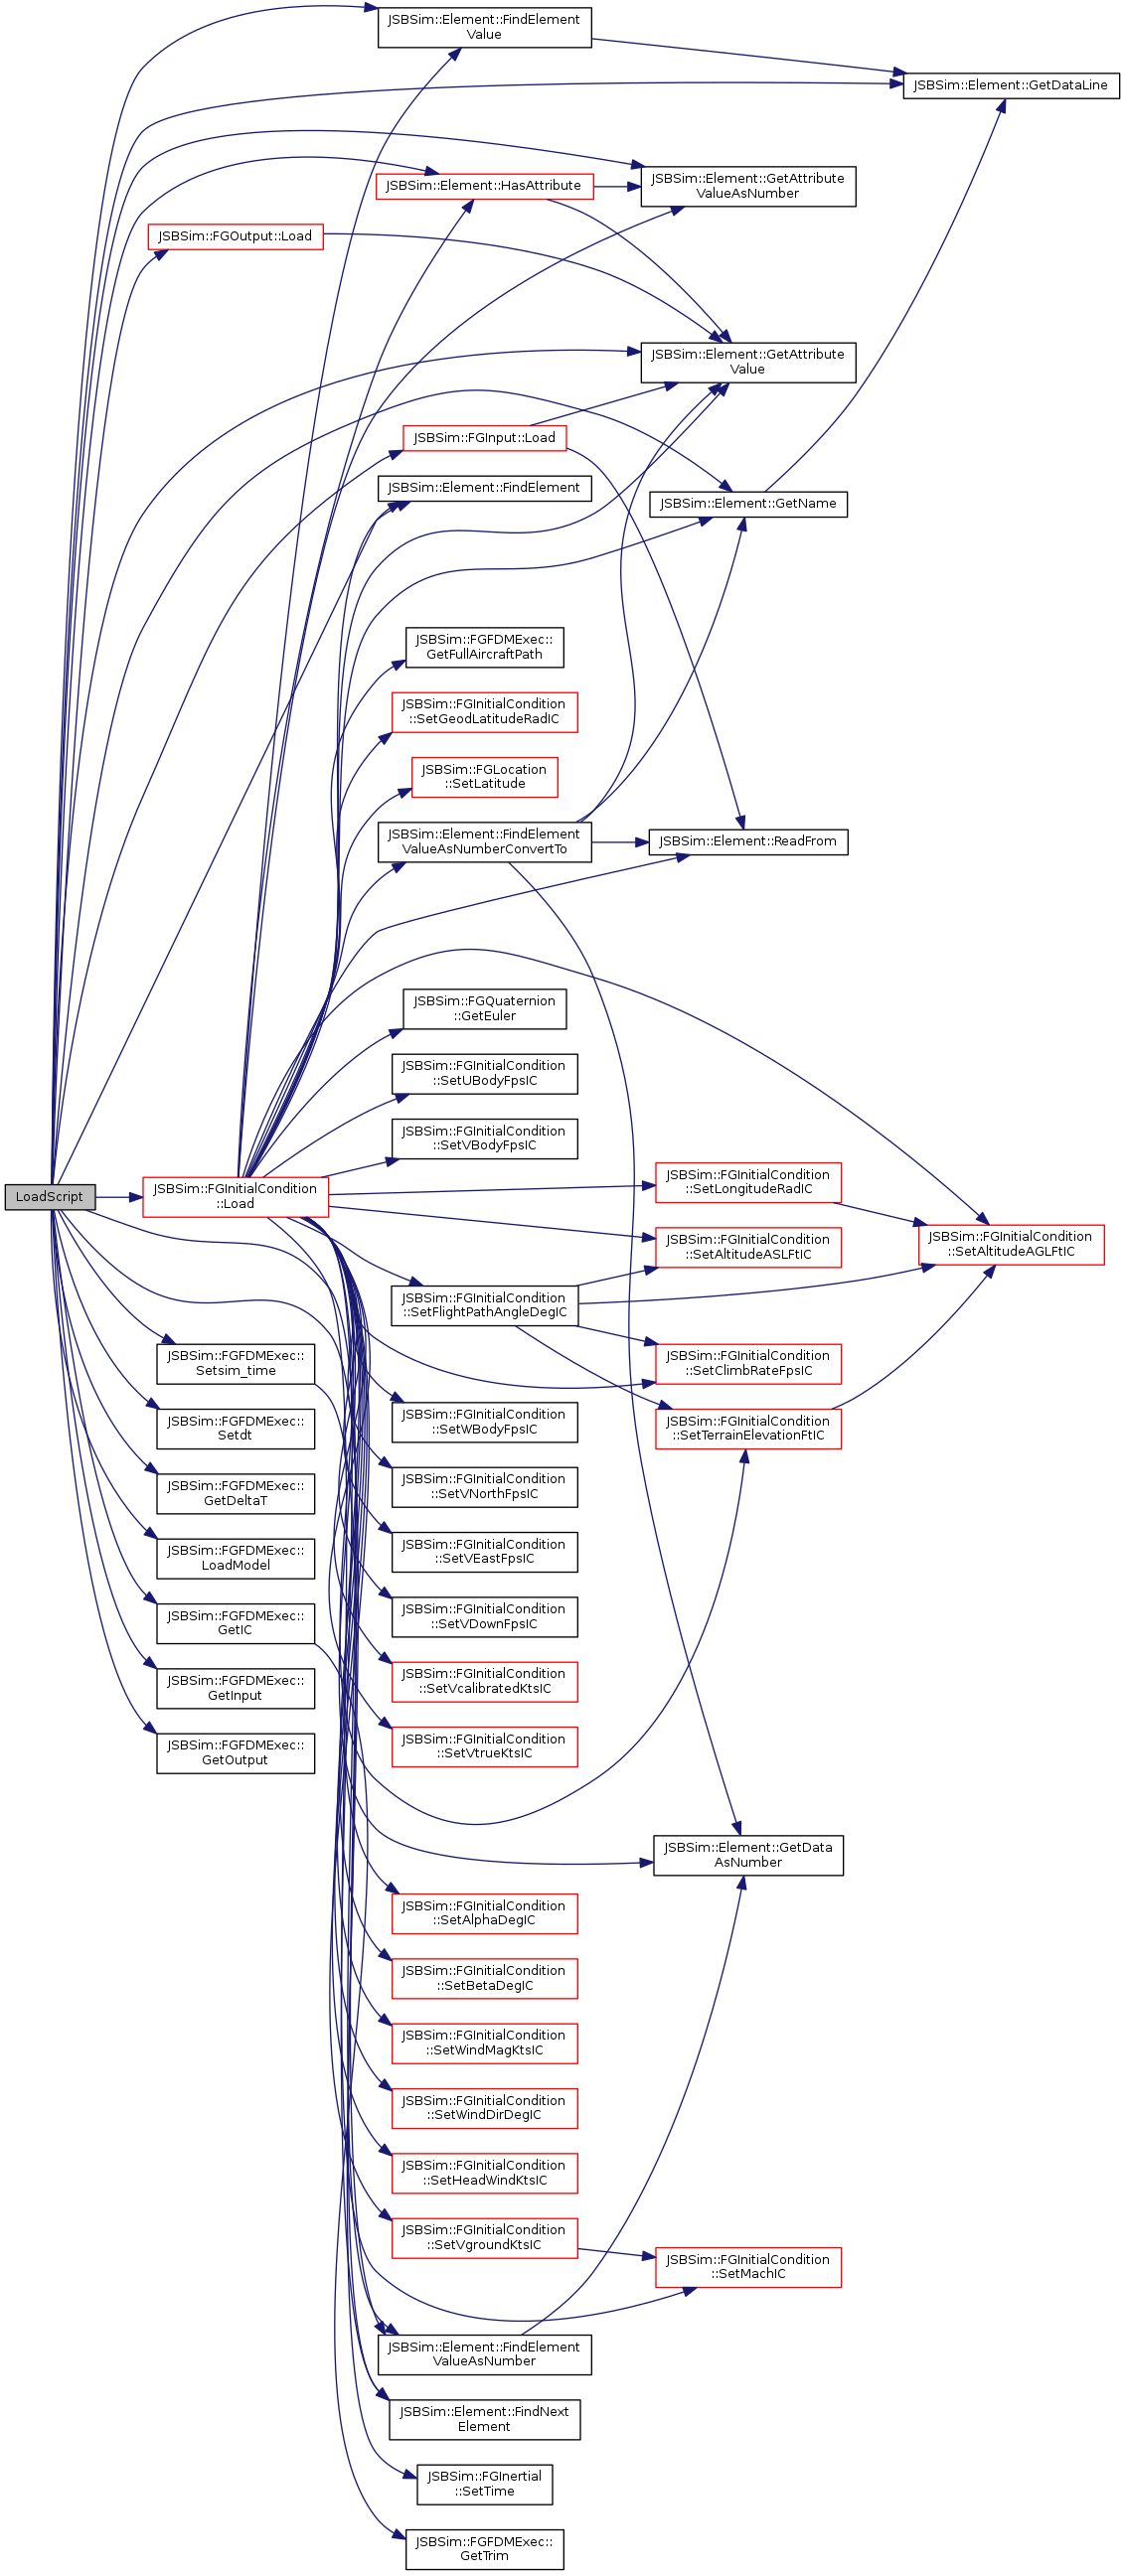 JSBSim::Element::FindElement
Value
JSBSim::Element::GetDataLine
JSBSim::Element::GetAttribute
ValueAsNumber
JSBSim::Element::HasAttribute
JSBSim::FGOutput::Load
JSBSim::Element::GetAttribute
Value
JSBSim::FGInput::Load
JSBSim::Element::FindElement
JSBSim::Element::GetName
JSBSim::FGFDMExec::
GetFullAircraftPath
JSBSim::FGInitialCondition
::SetGeodLatitudeRadIC
JSBSim::FGLocation
::SetLatitude
JSBSim::Element::FindElement
ValueAsNumberConvertTo
JSBSim::Element::ReadFrom
JSBSim::FGQuaternion
::GetEuler
JSBSim::FGInitialCondition
::SetUBodyFpsIC
JSBSim::FGInitialCondition
::SetVBodyFpsIC
LoadScript
JSBSim::FGInitialCondition
::Load
JSBSim::FGInitialCondition
::SetLongitudeRadIC
JSBSim::FGInitialCondition
::SetAltitudeASLFtIC
JSBSim::FGInitialCondition
::SetAltitudeAGLFtIC
JSBSim::FGInitialCondition
::SetFlightPathAngleDegIC
JSBSim::FGFDMExec::
Setsim_time
JSBSim::FGInitialCondition
::SetClimbRateFpsIC
JSBSim::FGFDMExec::
Setdt
JSBSim::FGInitialCondition
::SetWBodyFpsIC
JSBSim::FGInitialCondition
::SetTerrainElevationFtIC
JSBSim::FGFDMExec::
GetDeltaT
JSBSim::FGInitialCondition
::SetVNorthFpsIC
JSBSim::FGFDMExec::
LoadModel
JSBSim::FGInitialCondition
::SetVEastFpsIC
JSBSim::FGFDMExec::
GetIC
JSBSim::FGInitialCondition
::SetVDownFpsIC
JSBSim::FGFDMExec::
GetInput
JSBSim::FGInitialCondition
::SetVcalibratedKtsIC
JSBSim::FGFDMExec::
GetOutput
JSBSim::FGInitialCondition
::SetVtrueKtsIC
JSBSim::Element::GetData
AsNumber
JSBSim::FGInitialCondition
::SetAlphaDegIC
JSBSim::FGInitialCondition
::SetBetaDegIC
JSBSim::FGInitialCondition
::SetWindMagKtsIC
JSBSim::FGInitialCondition
::SetWindDirDegIC
JSBSim::FGInitialCondition
::SetHeadWindKtsIC
JSBSim::FGInitialCondition
::SetVgroundKtsIC
JSBSim::FGInitialCondition
::SetMachIC
JSBSim::Element::FindElement
ValueAsNumber
JSBSim::Element::FindNext
Element
JSBSim::FGInertial
::SetTime
JSBSim::FGFDMExec::
GetTrim